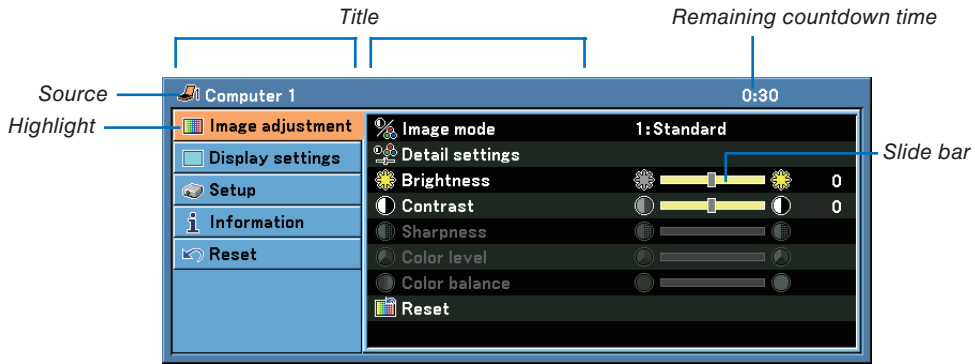 Title
Remaining countdown time
Source
Computer 1
0:30
Highlight
Image adjustment
Image mode
1:Standard
Display settings
Detail settings
Slide bar
Setup
Brightness
0
Information
Contrast
0
Reset
Sharpness
Color level
Color balance
Reset